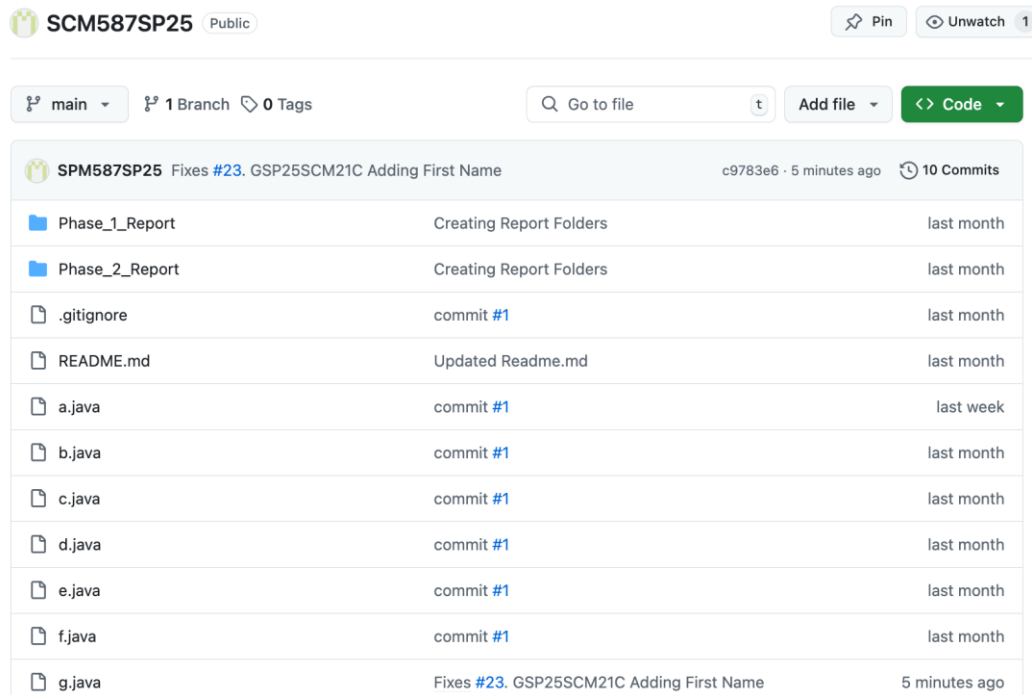 SCM587SP25 Public Pin Unwatch 1
main 1 Branch 0 Tags Go to file t Add file Code
SPM587SP25 Fixes #23. GSP25SCM21C Adding First Name c9783e6 · 5 minutes ago 10 Commits
Phase_1_Report Creating Report Folders last month
Phase_2_Report Creating Report Folders last month
.gitignore commit #1 last month
README.md Updated Readme.md last month
a.java commit #1 last week
b.java commit #1 last month
c.java commit #1 last month
d.java commit #1 last month
e.java commit #1 last month
f.java commit #1 last month
g.java Fixes #23. GSP25SCM21C Adding First Name 5 minutes ago